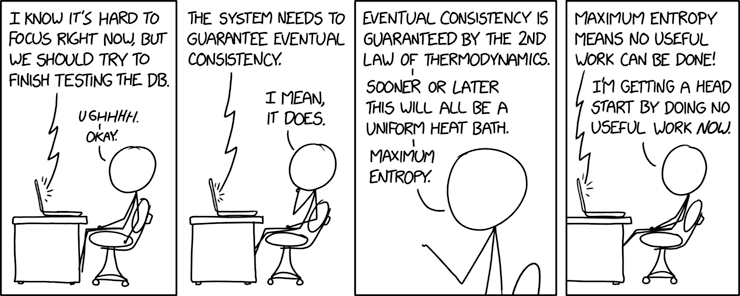 I KNOW IT'S HARD TO
FOCUS RIGHT NOW, BUT
WE SHOULD TRY TO
FINISH TESTING THE DB.
UGHHHH.
OKAY.
THE SYSTEM NEEDS TO
GUARANTEE EVENTUAL
CONSISTENCY.
I MEAN,
IT DOES.
EVENTUAL CONSISTENCY IS
GUARANTEED BY THE 2ND
LAW OF THERMODYNAMICS.
SOONER OR LATER
THIS WILL ALL BE A
UNIFORM HEAT BATH.
MAXIMUM
ENTROPY.
MAXIMUM ENTROPY
MEANS NO USEFUL
WORK CAN BE DONE!
I'M GETTING A HEAD
START BY DOING NO
USEFUL WORK NOW.